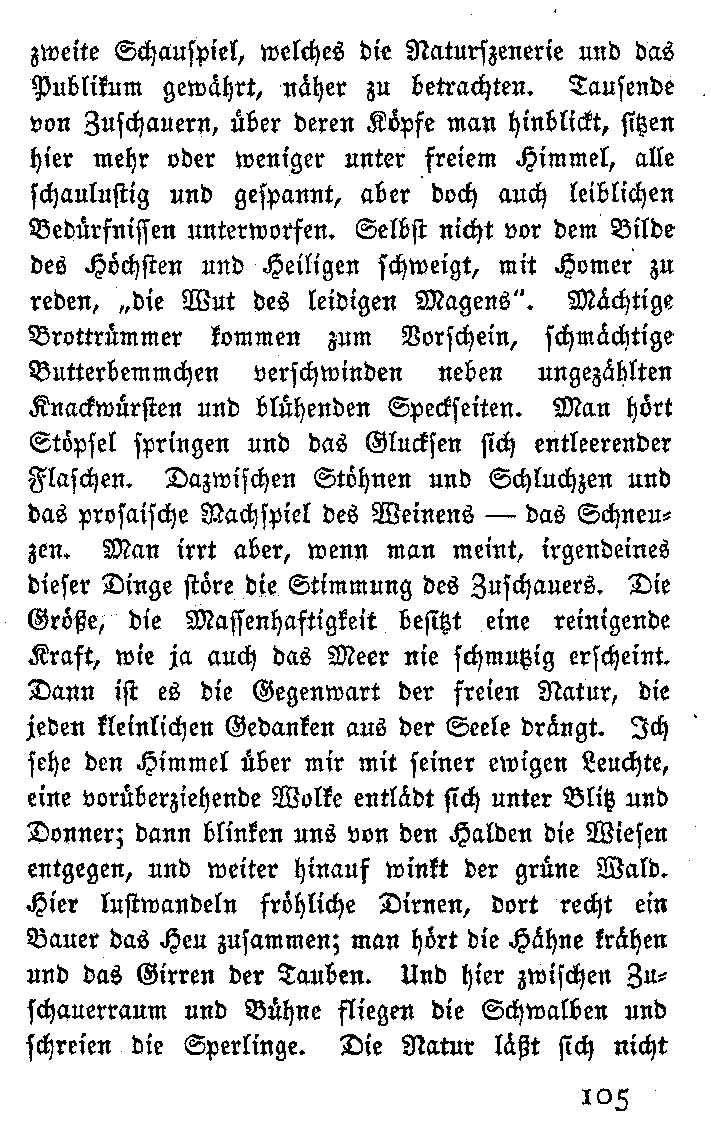 zweite Schauspiel, welches die Naturszenerie und das
Publikum gewährt, näher zu betrachten. Tausende
von Zuschauern, über deren Köpfe man hinblickt, sitzen
hier mehr oder weniger unter freiem Himmel, alle
schaulustig und gespannt, aber doch auch leiblichen
Bedürfnissen unterworfen. Selbst nicht vor dem Bilde
des Höchsten und Heiligen schweigt, mit Homer zu
reden, „die Wut des leidigen Magens“. Mächtige
Brottrümmer kommen zum Vorschein, schmächtige
Butterbemmchen verschwinden neben ungezählten
Knackwürsten und blühenden Speckseiten. Man hört
Stöpsel springen und das Glucksen sich entleerender
Flaschen. Dazwischen Stöhnen und Schluchzen und
das prosaische Nachspiel des Weinens — das Schneu-
zen. Man irrt aber, wenn man meint, irgendeines
dieser Dinge störe die Stimmung des Zuschauers. Die
Größe, die Massenhaftigkeit besitzt eine reinigende
Kraft, wie ja auch das Meer nie schmutzig erscheint.
Dann ist es die Gegenwart der freien Natur, die
jeden kleinlichen Gedanken aus der Seele drängt. Ich
sehe den Himmel über mir mit seiner ewigen Leuchte,
eine vorüberziehende Wolke entlädt sich unter Blitz und
Donner; dann blinken uns von den Halden die Wiesen
entgegen, und weiter hinauf winkt der grüne Wald.
Hier lustwandeln fröhliche Dirnen, dort recht ein
Bauer das Heu zusammen; man hört die Hähne krähen
und das Girren der Tauben. Und hier zwischen Zu-
schauerraum und Bühne fliegen die Schwalben und
schreien die Sperlinge. Die Natur läßt sich nicht
105